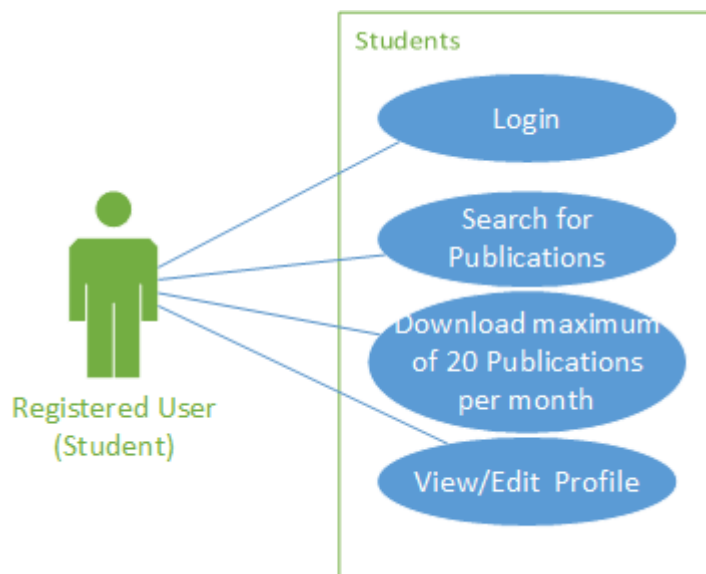 Students
Login
Search for
Publications
Download maximum
of 20 Publications
per month
View/Edit Profile
Registered User
(Student)